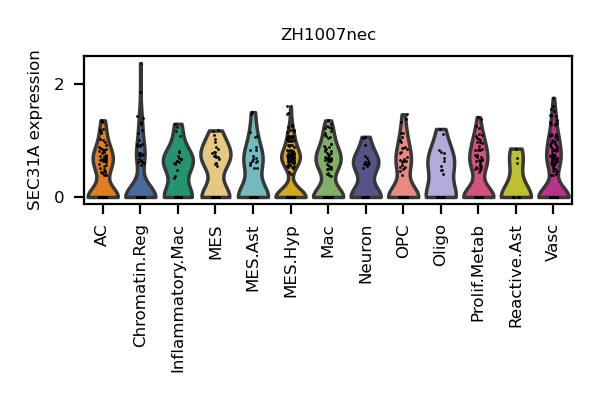 ZH1007nec
SEC31A expression
2
0
AC
Chromatin.Reg
Inflammatory.Mac
MES
MES.Ast
MES.Hyp
Mac
Neuron
OPC
Oligo
Prolif.Metab
Reactive.Ast
Vasc